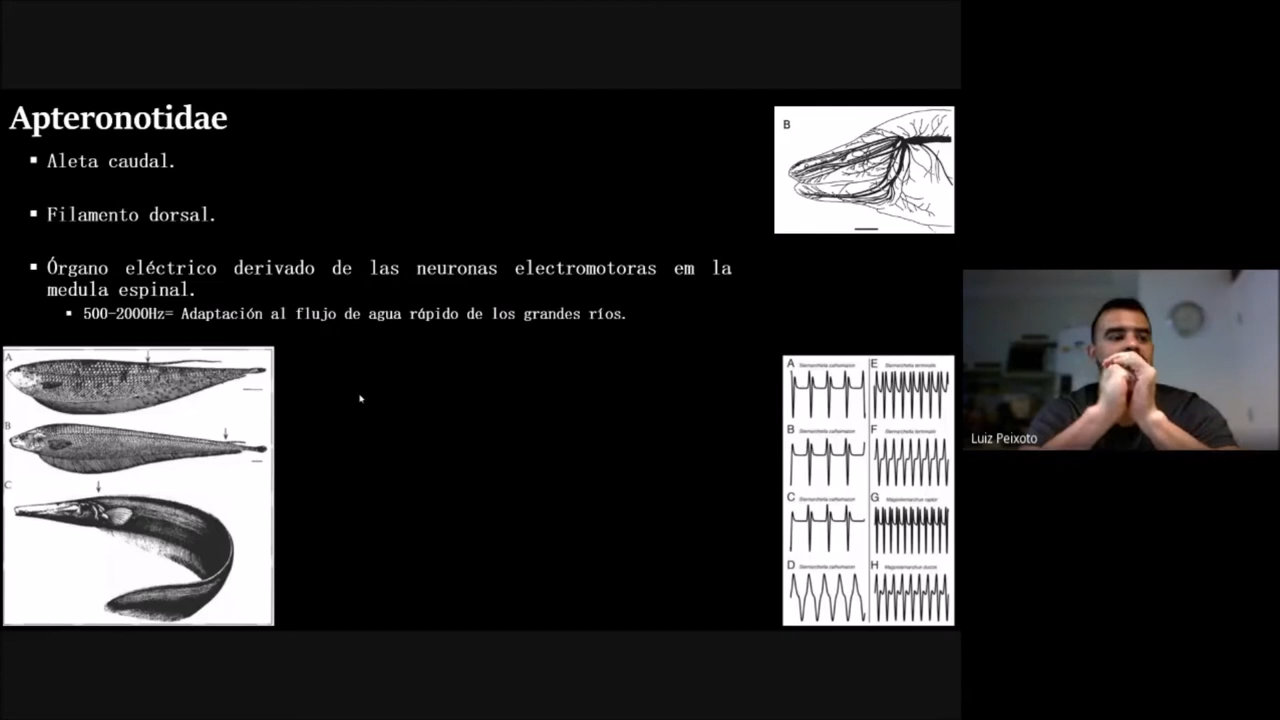 Apteronotidae
▪ Aleta caudal.
▪ Filamento dorsal.
▪ Órgano eléctrico derivado de las neuronas electromotoras em la
medula espinal.
▪ 500-2000Hz= Adaptación al flujo de agua rápido de los grandes ríos.
B
A
B
C
A
E
B
F
C
G
D
H
Luiz Peixoto